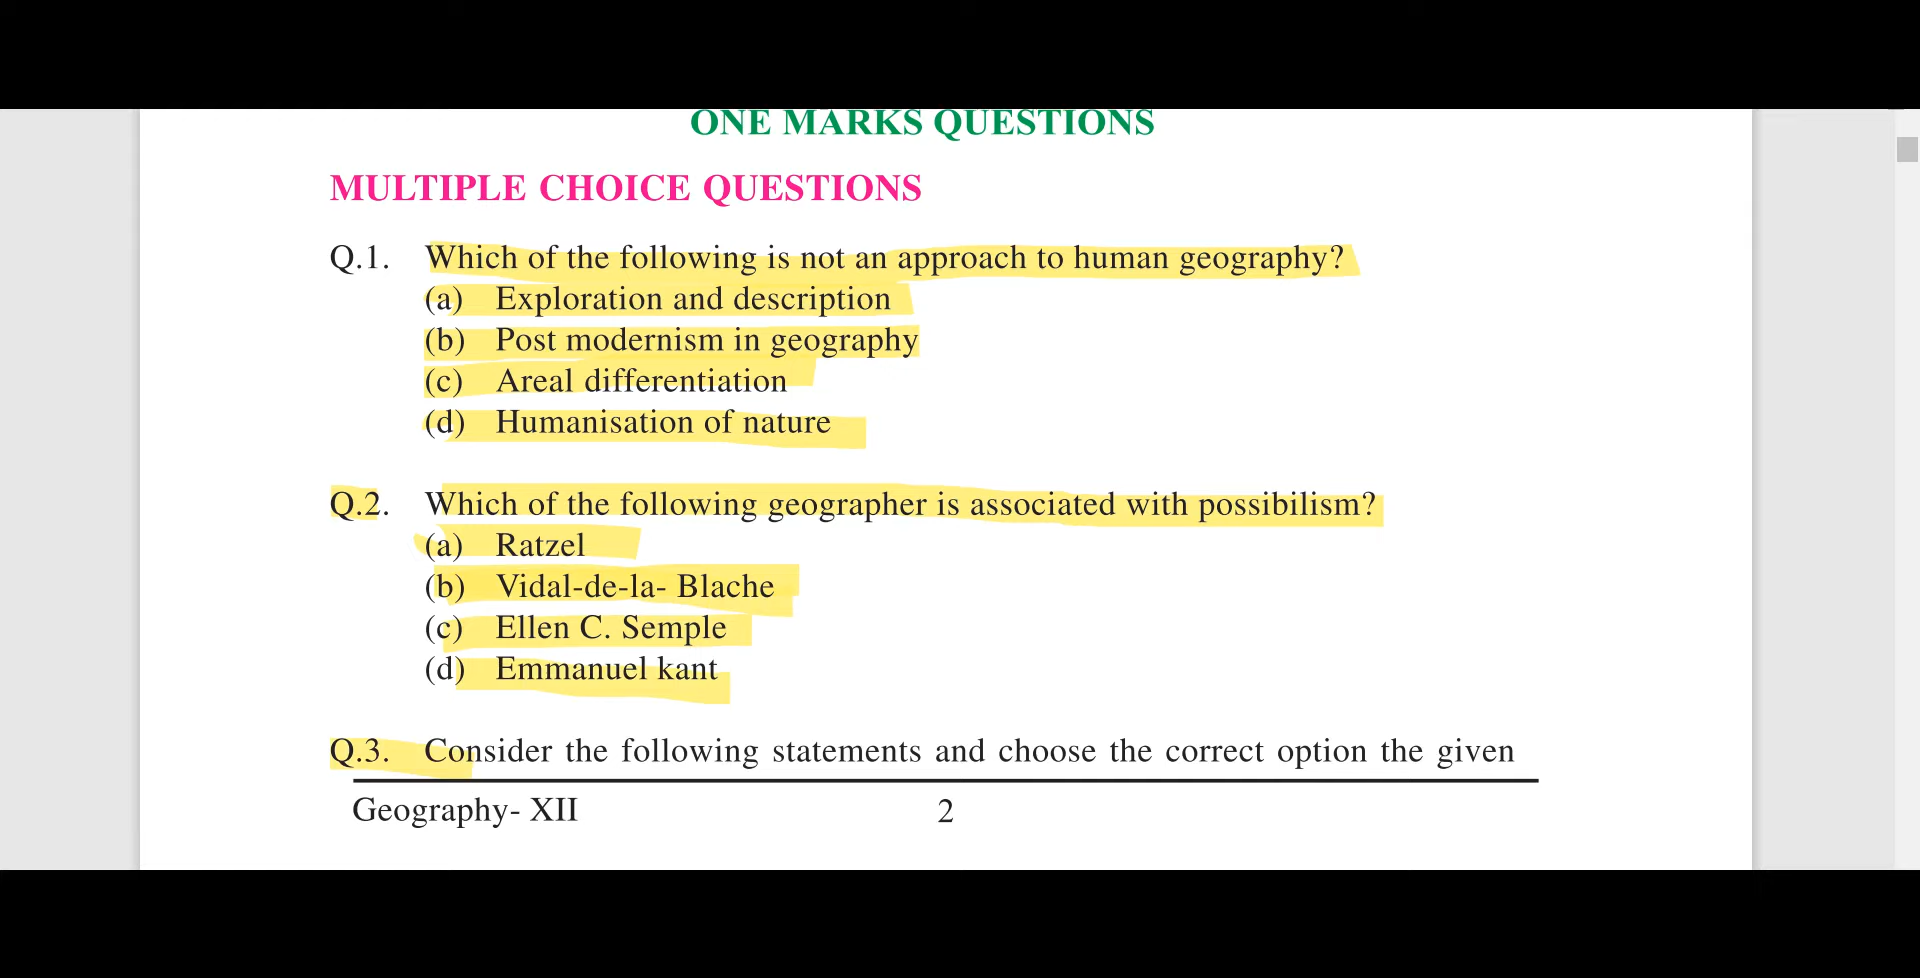 ONE MARKS QUESTIONS
MULTIPLE CHOICE QUESTIONS
Q.1. Which of the following is not an approach to human geography?
(a) Exploration and description
(b) Post modernism in geography
(c) Areal differentiation
(d) Humanisation of nature
Q.2. Which of the following geographer is associated with possibilism?
(a) Ratzel
(b) Vidal-de-la- Blache
(c) Ellen C. Semple
(d) Emmanuel kant
Q.3. Consider the following statements and choose the correct option the given
Geography- XII 2